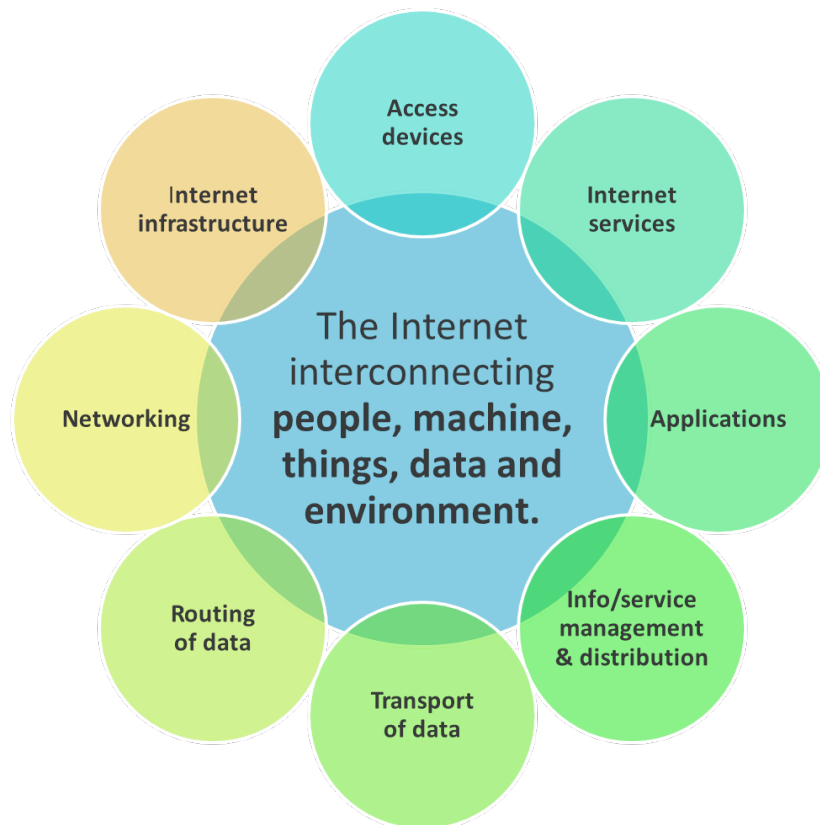 Access
devices
Internet
services
Applications
Info/service
management
& distribution
Transport
of data
Routing
of data
Networking
Internet
infrastructure
The Internet
interconnecting
people, machine,
things, data and
environment.